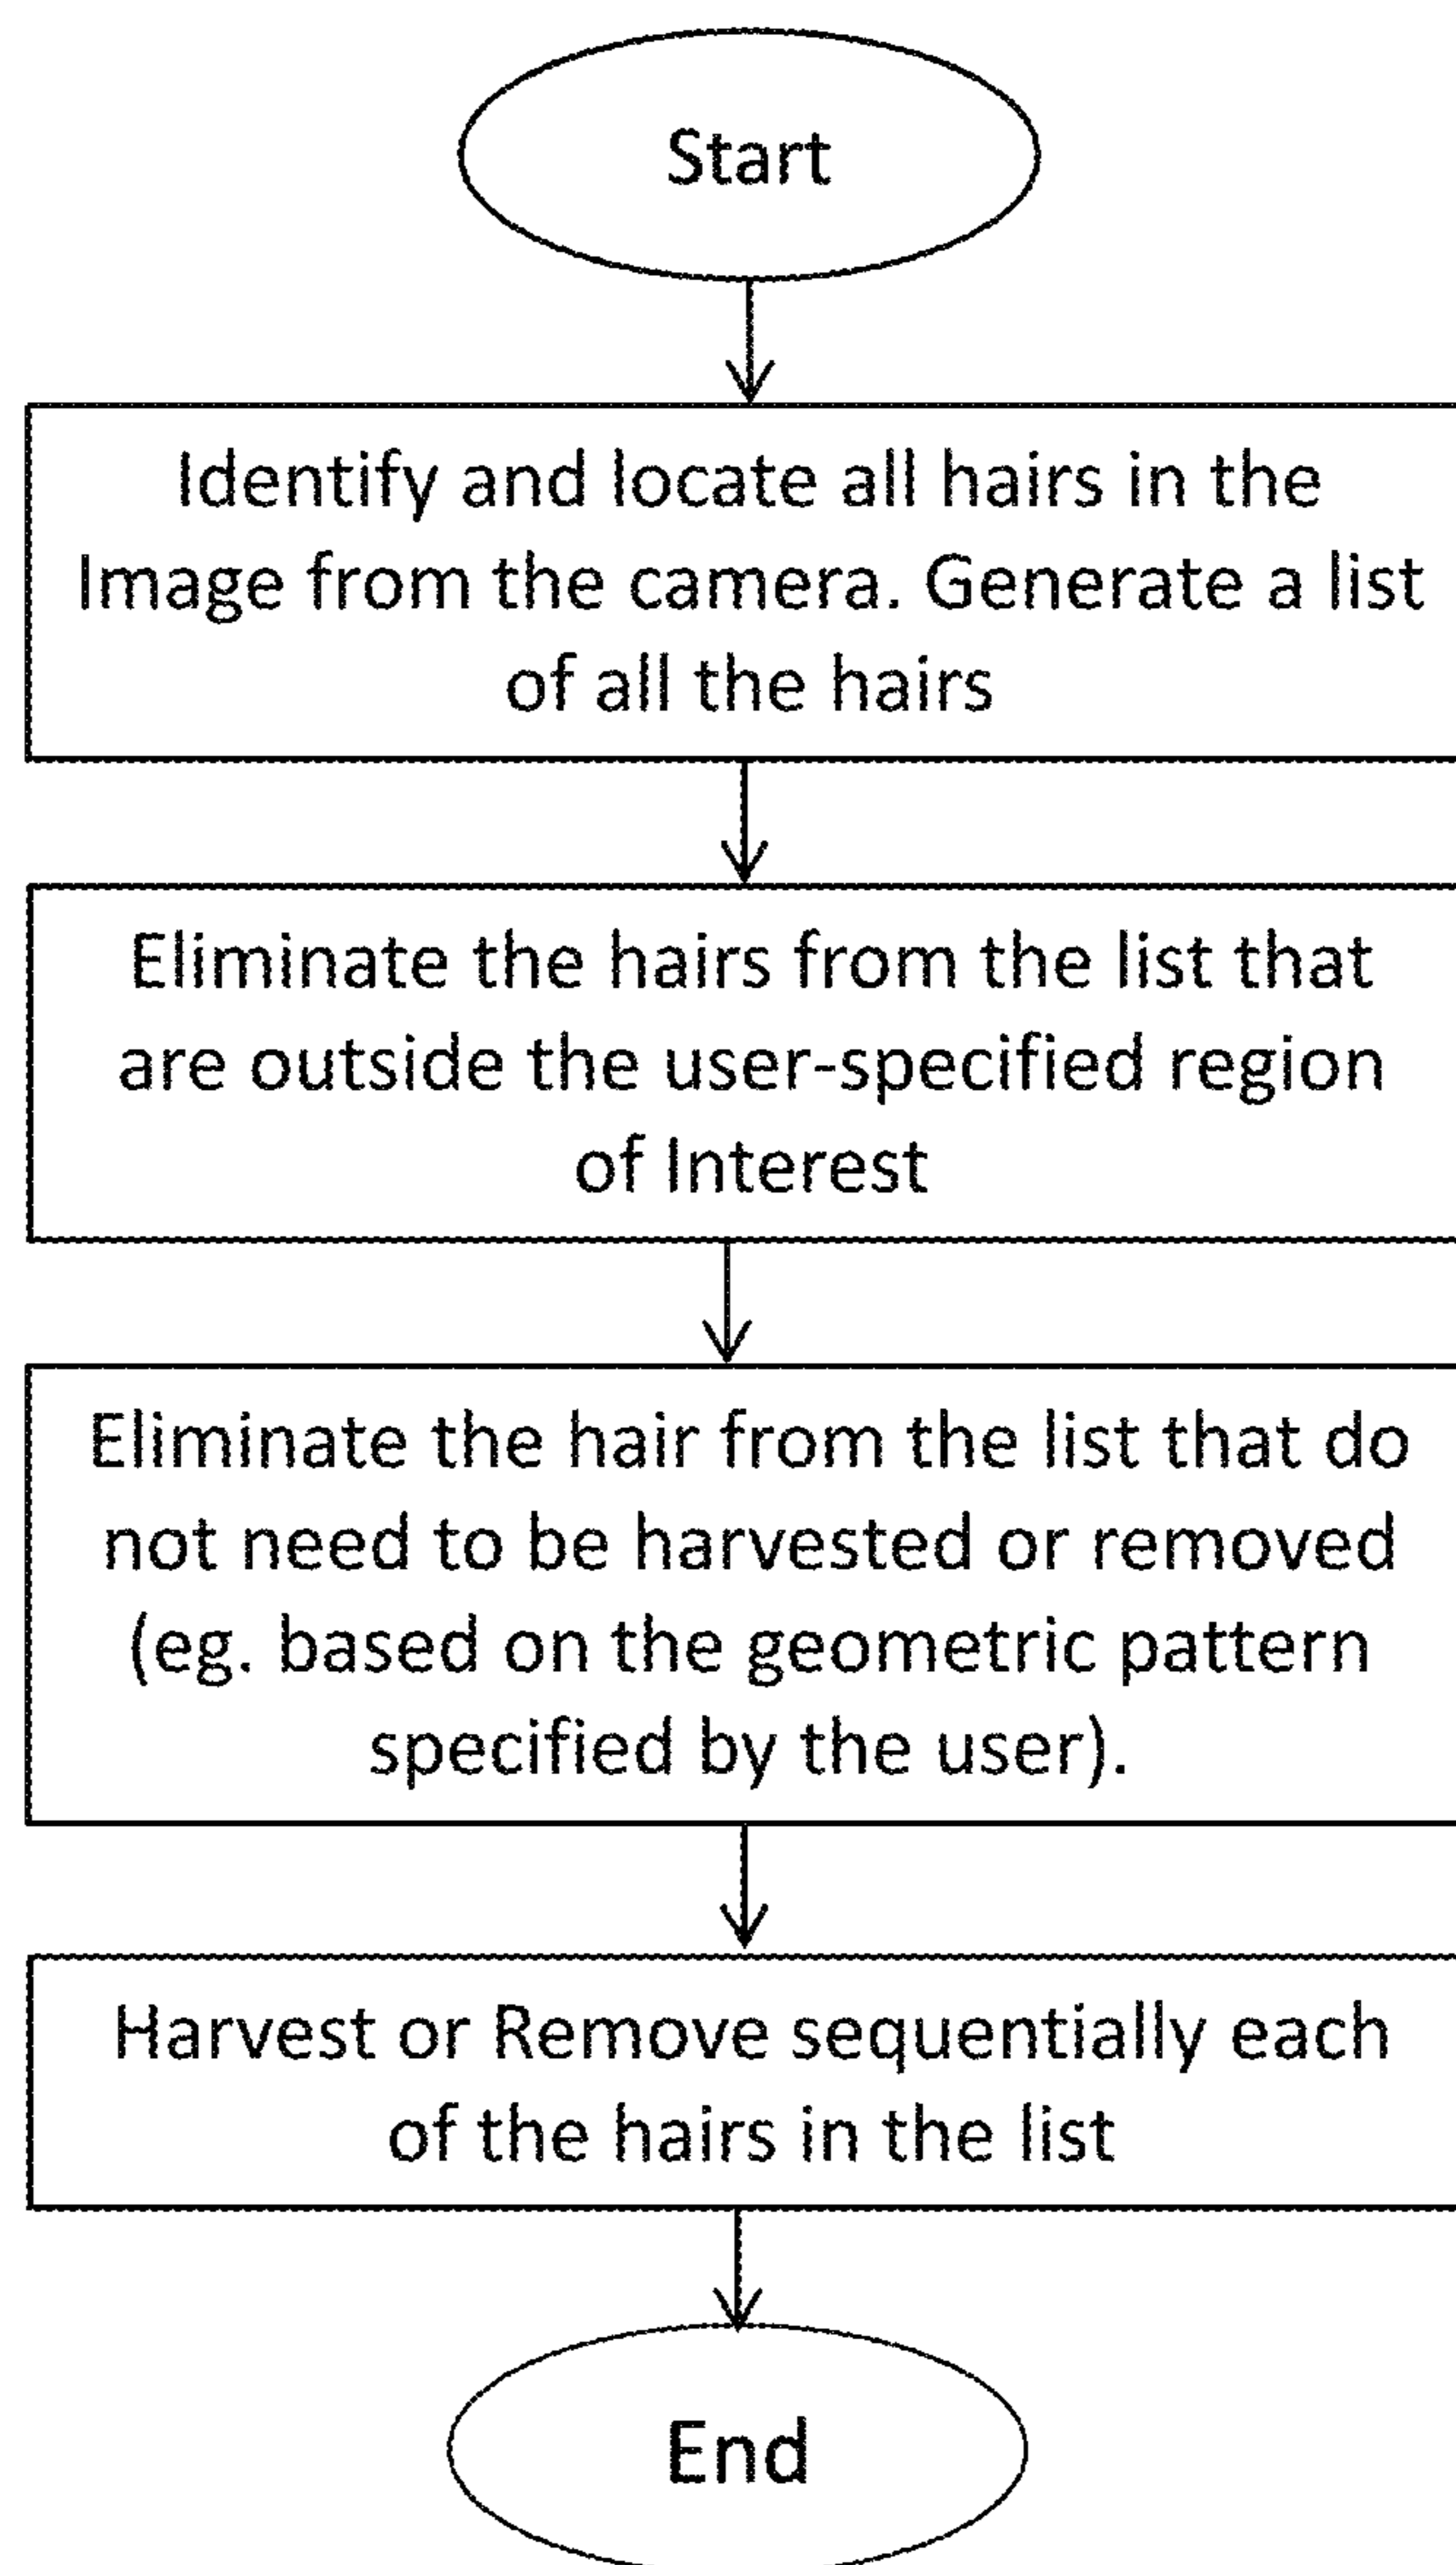 Start
Identify and locate all hairs in the
Image from the camera. Generate a list
of all the hairs
Eliminate the hairs from the list that
are outside the user-specified region
of Interest
Eliminate the hair from the list that do
not need to be harvested or removed
(eg. based on the geometric pattern
specified by the user).
Harvest or Remove sequentially each
of the hairs in the list
End